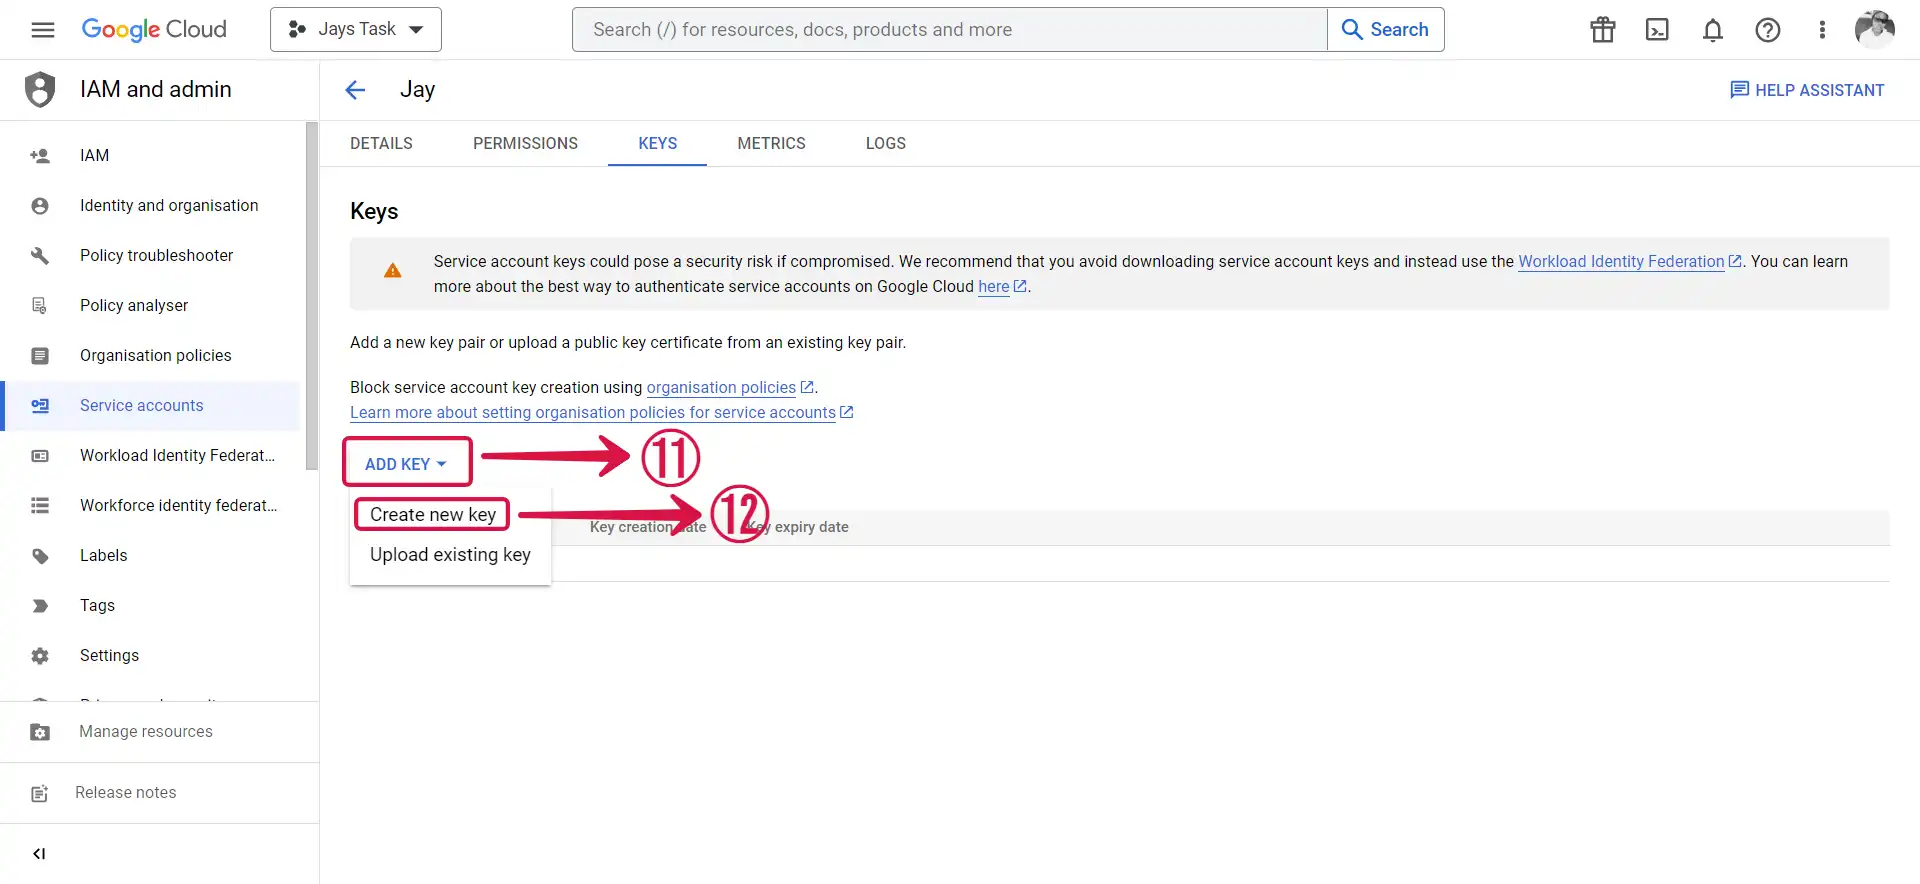 Google Cloud
Jays Task
Search (/) for resources, docs, products and more
Search
IAM and admin
Jay
HELP ASSISTANT
DETAILS
PERMISSIONS
KEYS
METRICS
LOGS
IAM
Identity and organisation
Policy troubleshooter
Policy analyser
Organisation policies
Service accounts
Workload Identity Federat...
Workforce identity federat...
Labels
Tags
Settings
Manage resources
Release notes
Keys
Service account keys could pose a security risk if compromised. We recommend that you avoid downloading service account keys and instead use the Workload Identity Federation. You can learn
more about the best way to authenticate service accounts on Google Cloud here.
Add a new key pair or upload a public key certificate from an existing key pair.
Block service account key creation using organisation policies.
Learn more about setting organisation policies for service accounts
ADD KEY
11
Create new key
12
Upload existing key
Key creation date
Key expiry date